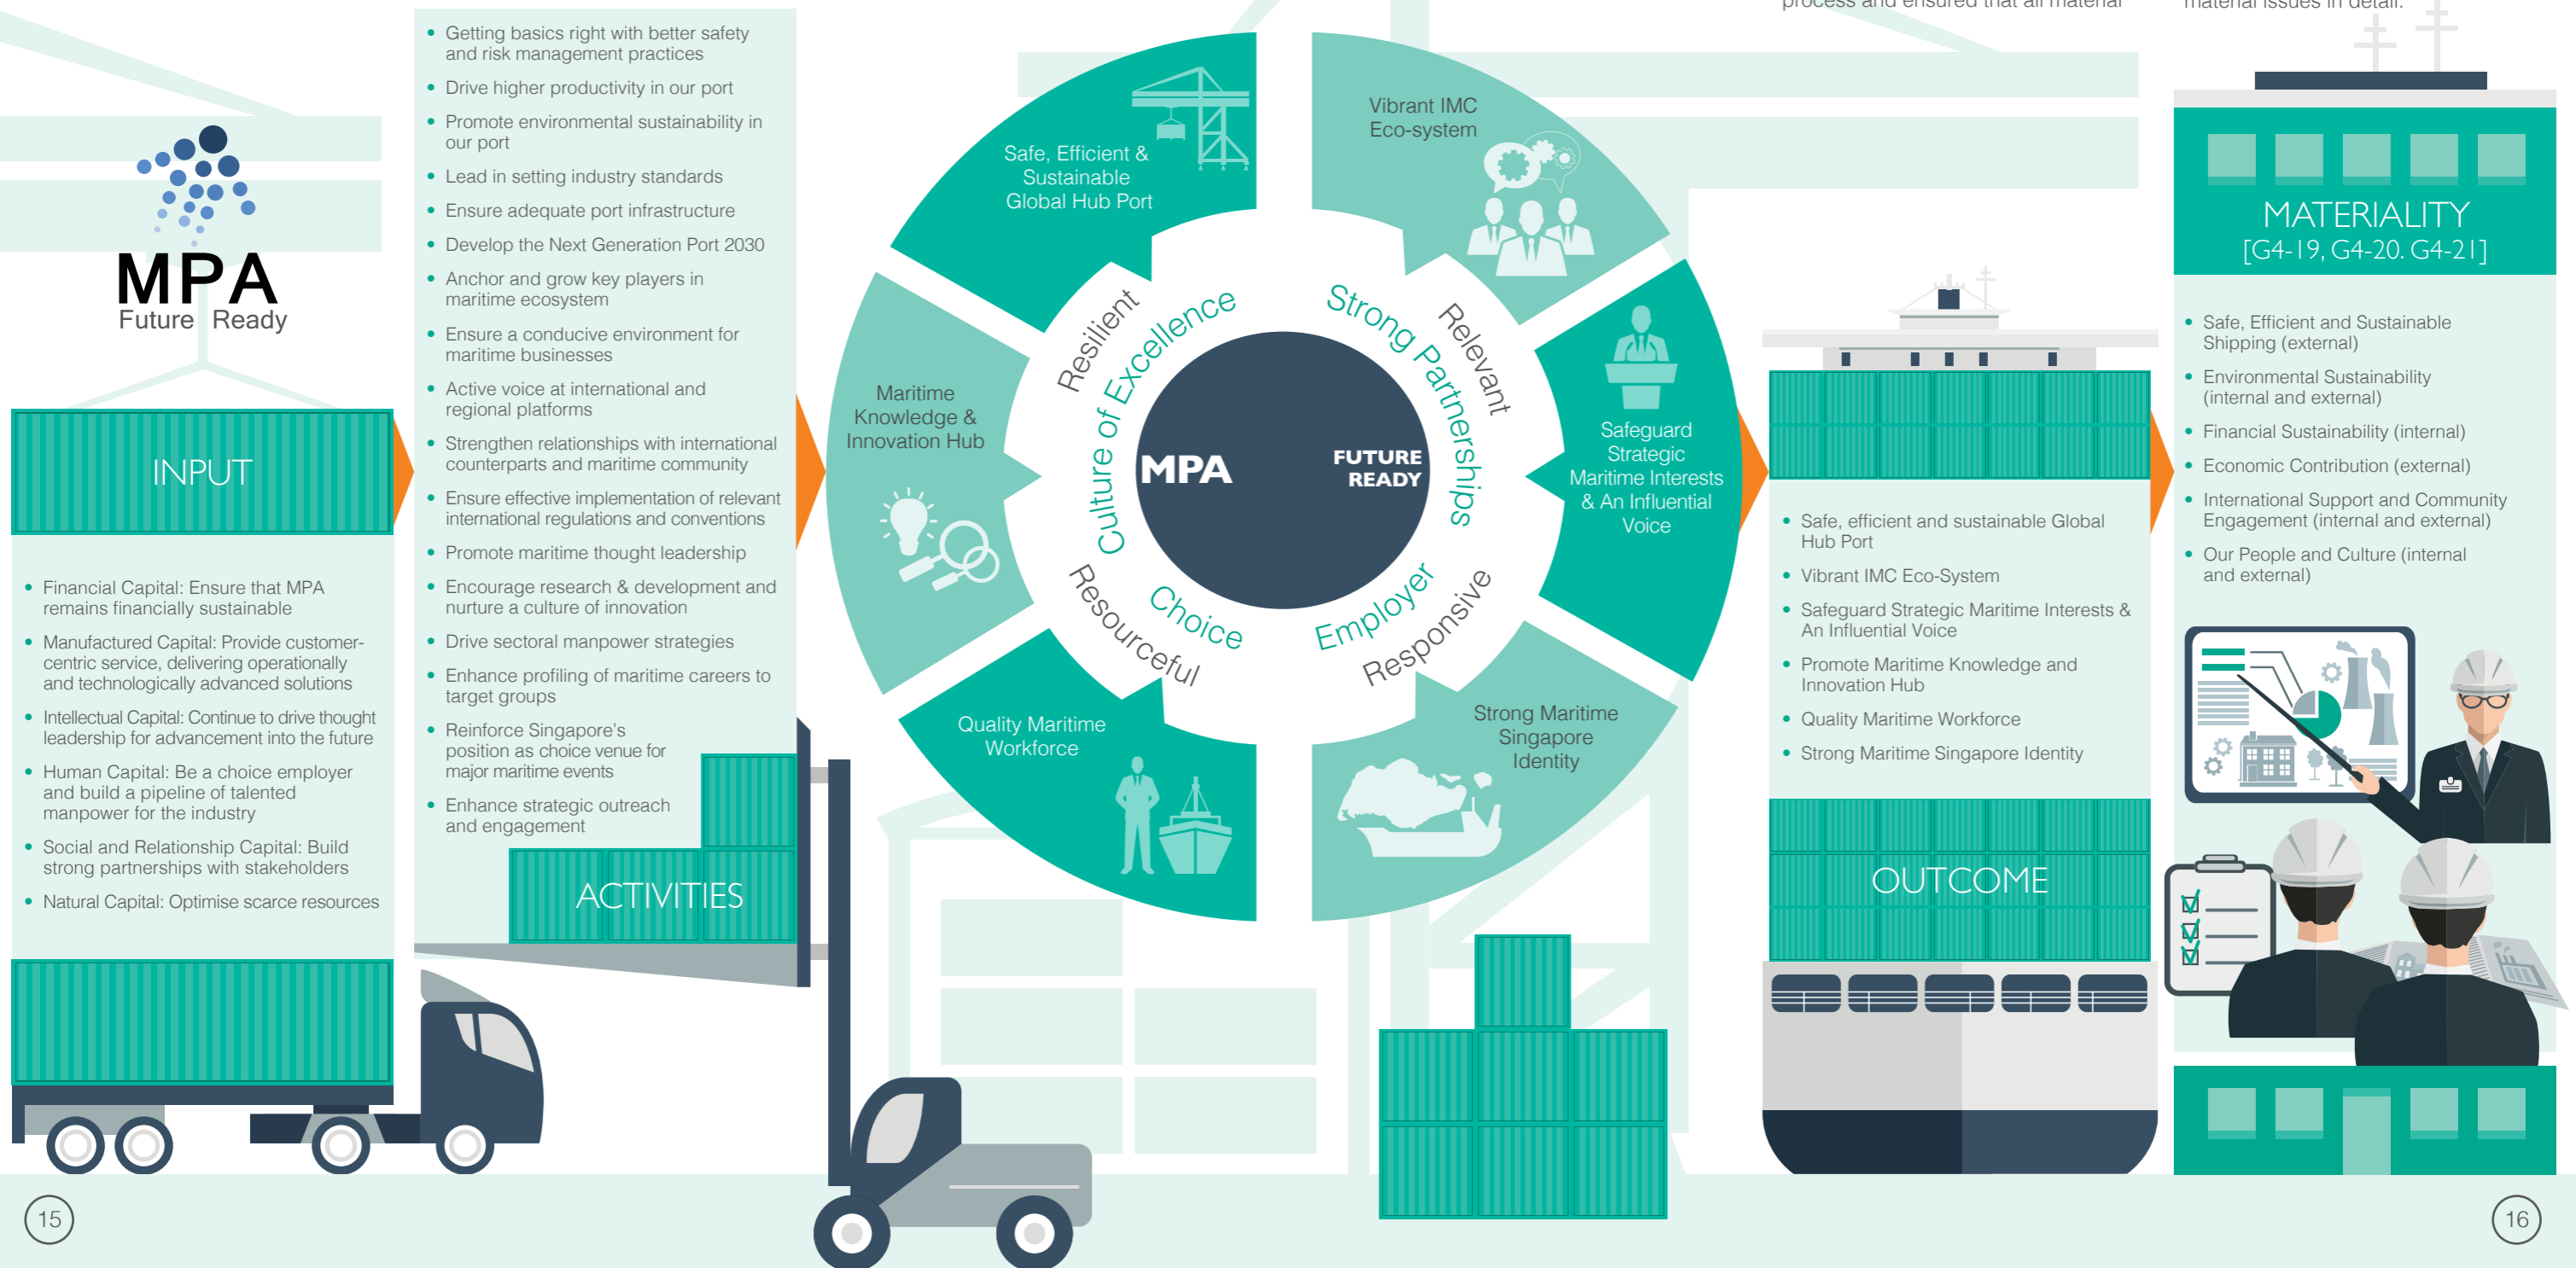 process and ensured that all material
material issues in detail.
MPA
Future Ready
INPUT
• Financial Capital: Ensure that MPA
remains financially sustainable
• Manufactured Capital: Provide customer-
centric service, delivering operationally
and technologically advanced solutions
• Intellectual Capital: Continue to drive thought
leadership for advancement into the future
• Human Capital: Be a choice employer
and build a pipeline of talented
manpower for the industry
• Social and Relationship Capital: Build
strong partnerships with stakeholders
• Natural Capital: Optimise scarce resources
• Getting basics right with better safety
and risk management practices
• Drive higher productivity in our port
• Promote environmental sustainability in
our port
• Lead in setting industry standards
• Ensure adequate port infrastructure
• Develop the Next Generation Port 2030
• Anchor and grow key players in
maritime ecosystem
• Ensure a conducive environment for
maritime businesses
• Active voice at international and
regional platforms
• Strengthen relationships with international
counterparts and maritime community
• Ensure effective implementation of relevant
international regulations and conventions
• Promote maritime thought leadership
• Encourage research & development and
nurture a culture of innovation
• Drive sectoral manpower strategies
• Enhance profiling of maritime careers to
target groups
• Reinforce Singapore's
position as choice venue for
major maritime events
• Enhance strategic outreach
and engagement
ACTIVITIES
Safe, Efficient &
Sustainable
Global Hub Port
Vibrant IMC
Eco-system
Maritime
Knowledge &
Innovation Hub
Safeguard
Strategic
Maritime Interests
& An Influential
Voice
Quality Maritime
Workforce
Strong Maritime
Singapore
Identity
Resilient
Culture of Excellence
Strong Partnerships
Relevant
MPA
FUTURE
READY
Resourceful
Choice
Employer
Responsive
• Safe, efficient and sustainable Global
Hub Port
• Vibrant IMC Eco-System
• Safeguard Strategic Maritime Interests &
An Influential Voice
• Promote Maritime Knowledge and
Innovation Hub
• Quality Maritime Workforce
• Strong Maritime Singapore Identity
OUTCOME
MATERIALITY
[G4-19, G4-20. G4-21]
• Safe, Efficient and Sustainable
Shipping (external)
• Environmental Sustainability
(internal and external)
• Financial Sustainability (internal)
• Economic Contribution (external)
• International Support and Community
Engagement (internal and external)
• Our People and Culture (internal
and external)
15
16